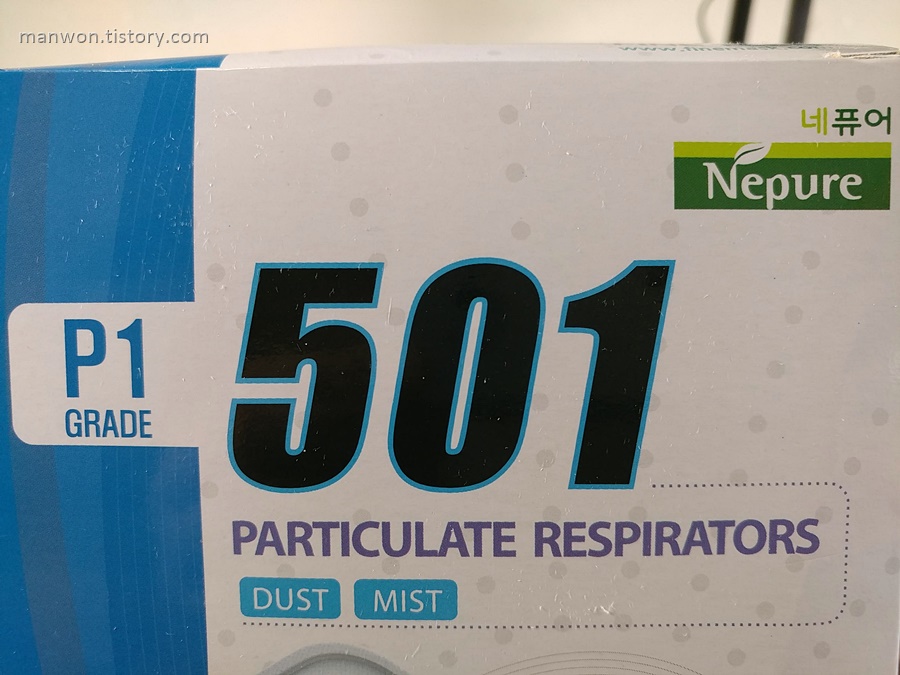 manwon.tistory.com
네퓨어
Nepure
501
P1
GRADE
PARTICULATE RESPIRATORS
DUST MIST